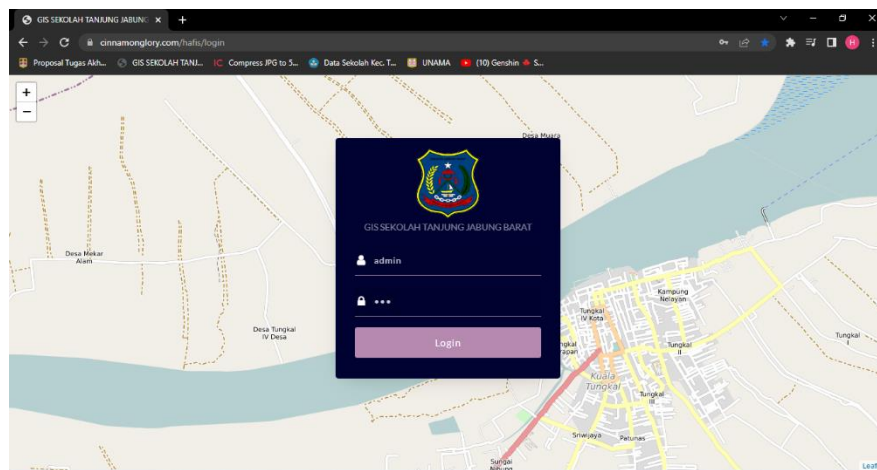 GIS SEKOLAH TANJUNG JABUNG
cinnamonglory.com/hafis/login
Proposal Tugas Akh...
GIS SEKOLAH TANJ...
Compress JPG to 5...
Data Sekolah Kec. T...
UNAMA
(10) Genshin
S...
+
−
Desa Muara
GIS SEKOLAH TANJUNG JABUNG BARAT
admin
•••
Login
Desa Mekar
Alam
Desa Tungkal
IV Desa
Kampung
Nelayan
Tungkal
IV Kota
Tungkal
II
Tungkal
I
Kuala
Tungkal
Tungkal
III
Sriwijaya
Patunas
Sungai
Nibung
Leaf